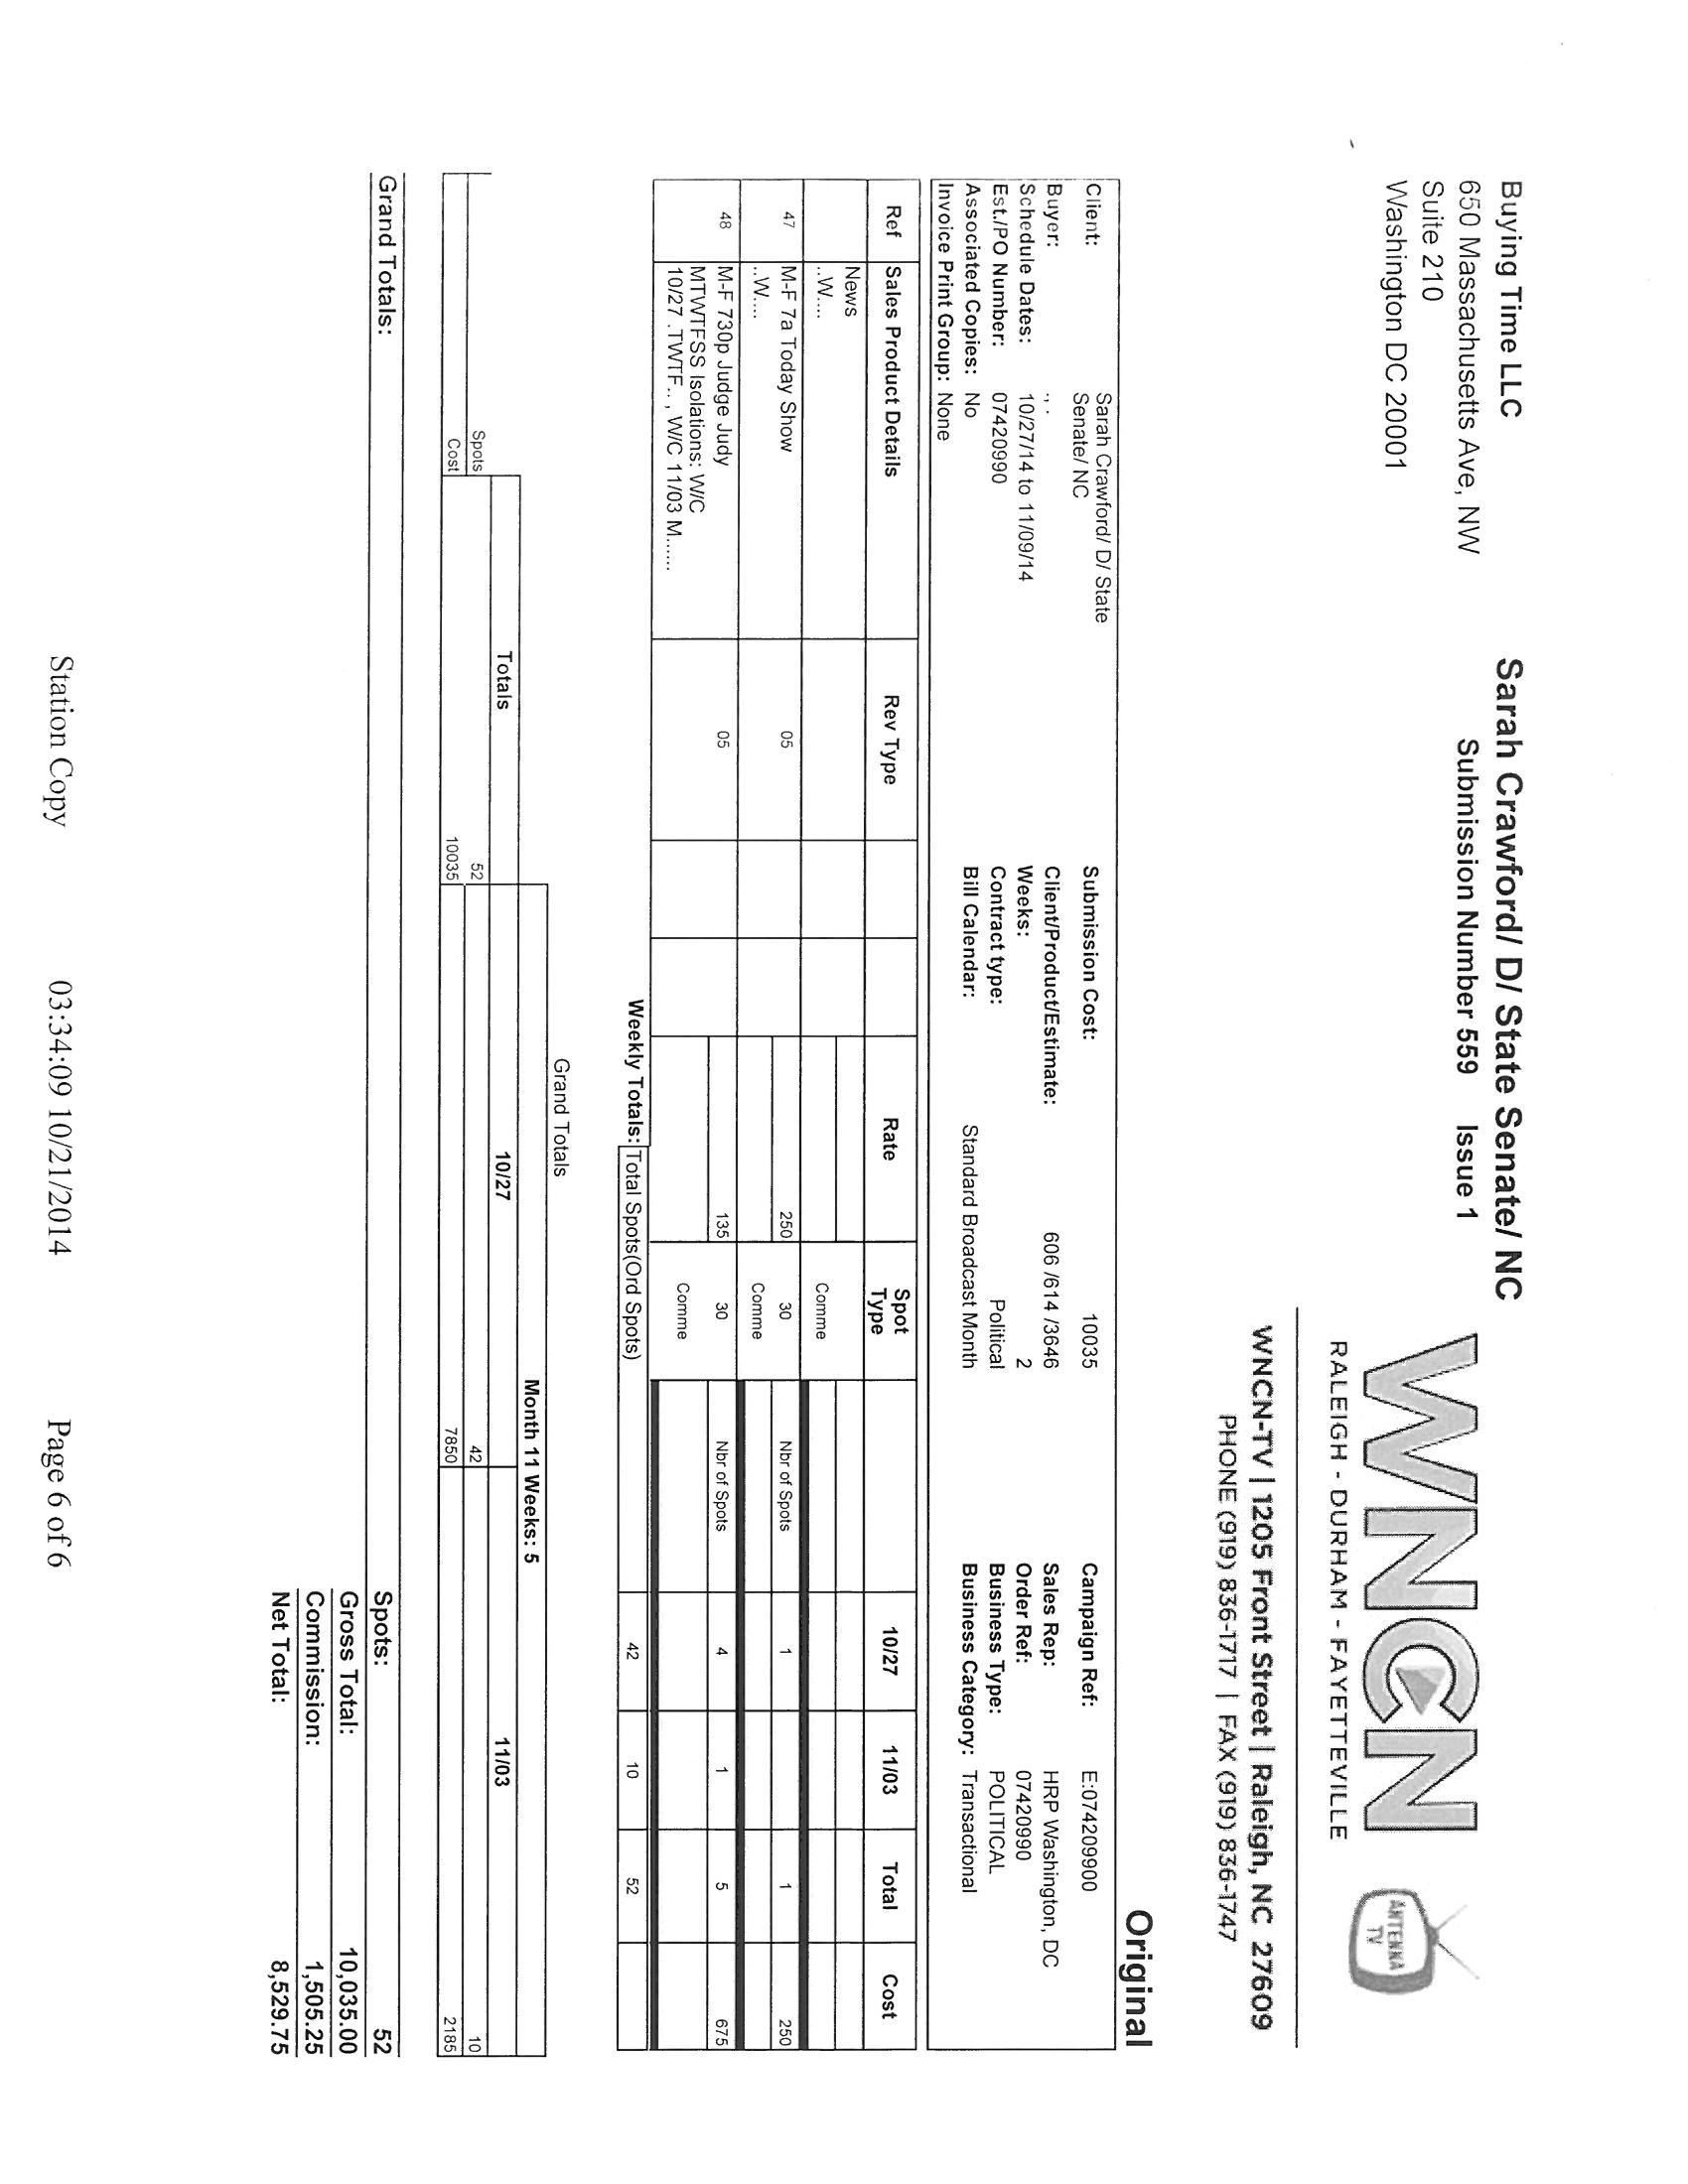 Buying Time LLC
650 Massachusetts Ave, NW
Suite 210
Washington DC 20001
Sarah Crawford/ D/ State Senate/ NC
Submission Number 559 Issue 1
WNCN
RALEIGH - DURHAM - FAYETTEVILLE
ANTENNA TV
WNCN-TV | 1205 Front Street | Raleigh, NC 27609
PHONE (919) 836-1717 | FAX (919) 836-1747
Original
Client: Sarah Crawford/ D/ State Senate/ NC
Buyer: ., .
Schedule Dates: 10/27/14 to 11/09/14
Est./PO Number: 07420990
Associated Copies: No
Invoice Print Group: None
Submission Cost: 10035
Client/Product/Estimate: 606 /614 /3646
Weeks: 2
Contract type: Political
Bill Calendar: Standard Broadcast Month
Campaign Ref: E:07420990​0
Sales Rep: HRP Washington, DC
Order Ref: 07420990
Business Type: POLITICAL
Business Category: Transactional
Ref Sales Product Details Rev Type Rate Spot Type 10/27 11/03 Total Cost
News
..W.... Comme
47 M-F 7a Today Show 05 250 30 Nbr of Spots 1 1 250
..W.... Comme
48 M-F 730p Judge Judy 05 135 30 Nbr of Spots 4 1 5 675
MTWTFSS Isolations: W/C Comme
10/27 .TWTF.. , W/C 11/03 M......
Weekly Totals: Total Spots(Ord Spots) 42 10 52
Grand Totals
Month 11 Weeks: 5
Totals 10/27 11/03
Spots 52 42 10
Cost 10035 7850 2185
Grand Totals:
Spots: 52
Gross Total: 10,035.00
Commission: 1,505.25
Net Total: 8,529.75
Station Copy 03:34:09 10/21/2014 Page 6 of 6